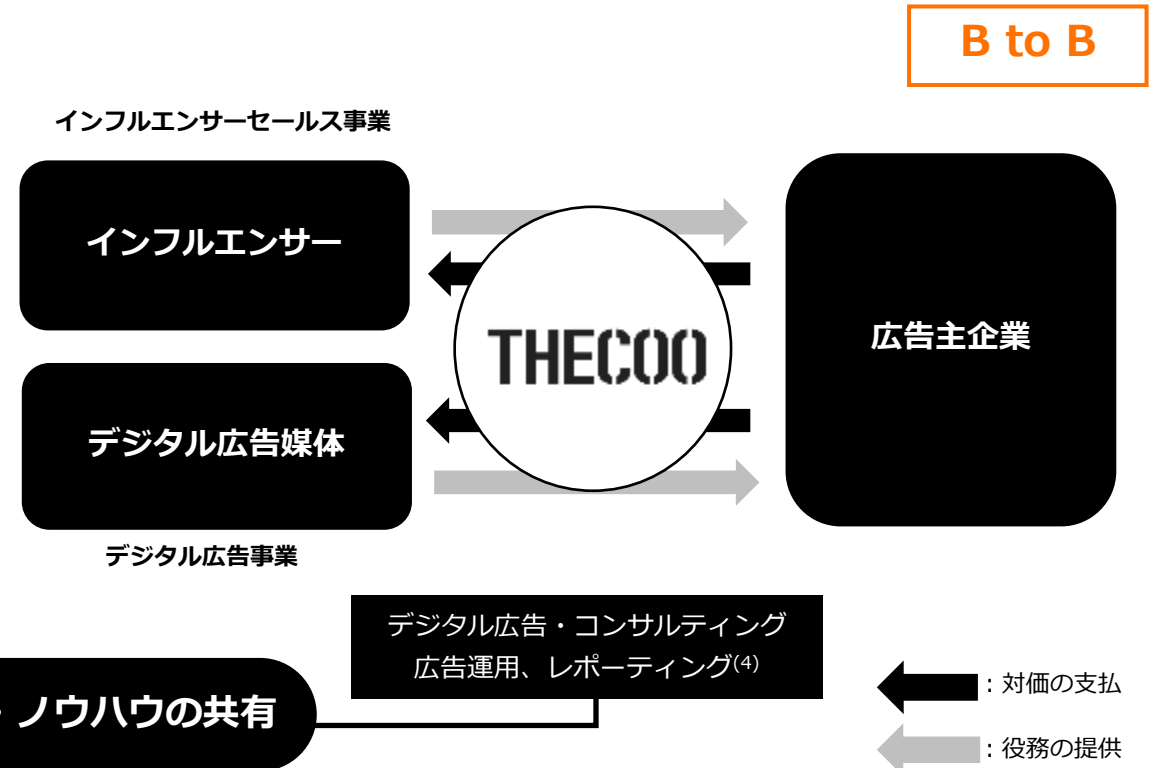 B to B
インフルエンサーセールス事業
インフルエンサー
THECOO
広告主企業
デジタル広告媒体
デジタル広告事業
デジタル広告・コンサルティング
広告運用、レポーティング(4)
・ノウハウの共有
：対価の支払
：役務の提供